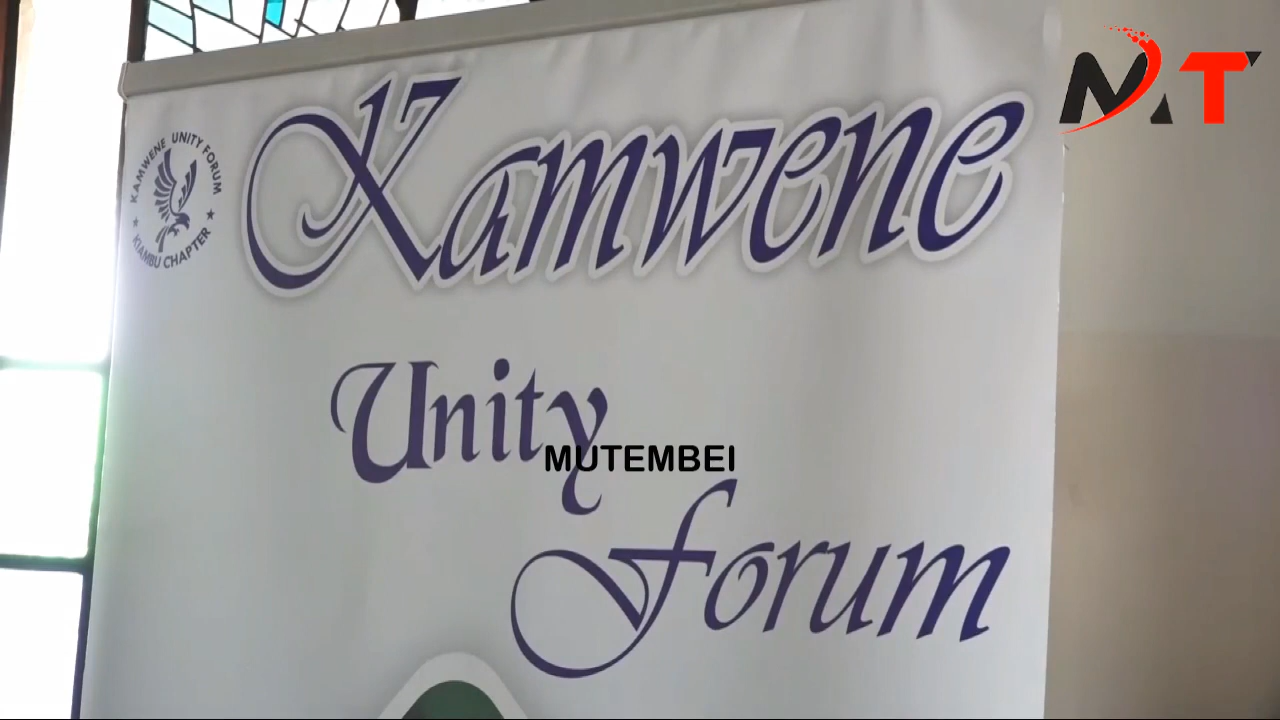 MT
KAMWENE UNITY FORUM
KIAMBU CHAPTER
Kamwene
Unity
MUTEMBEI
Forum